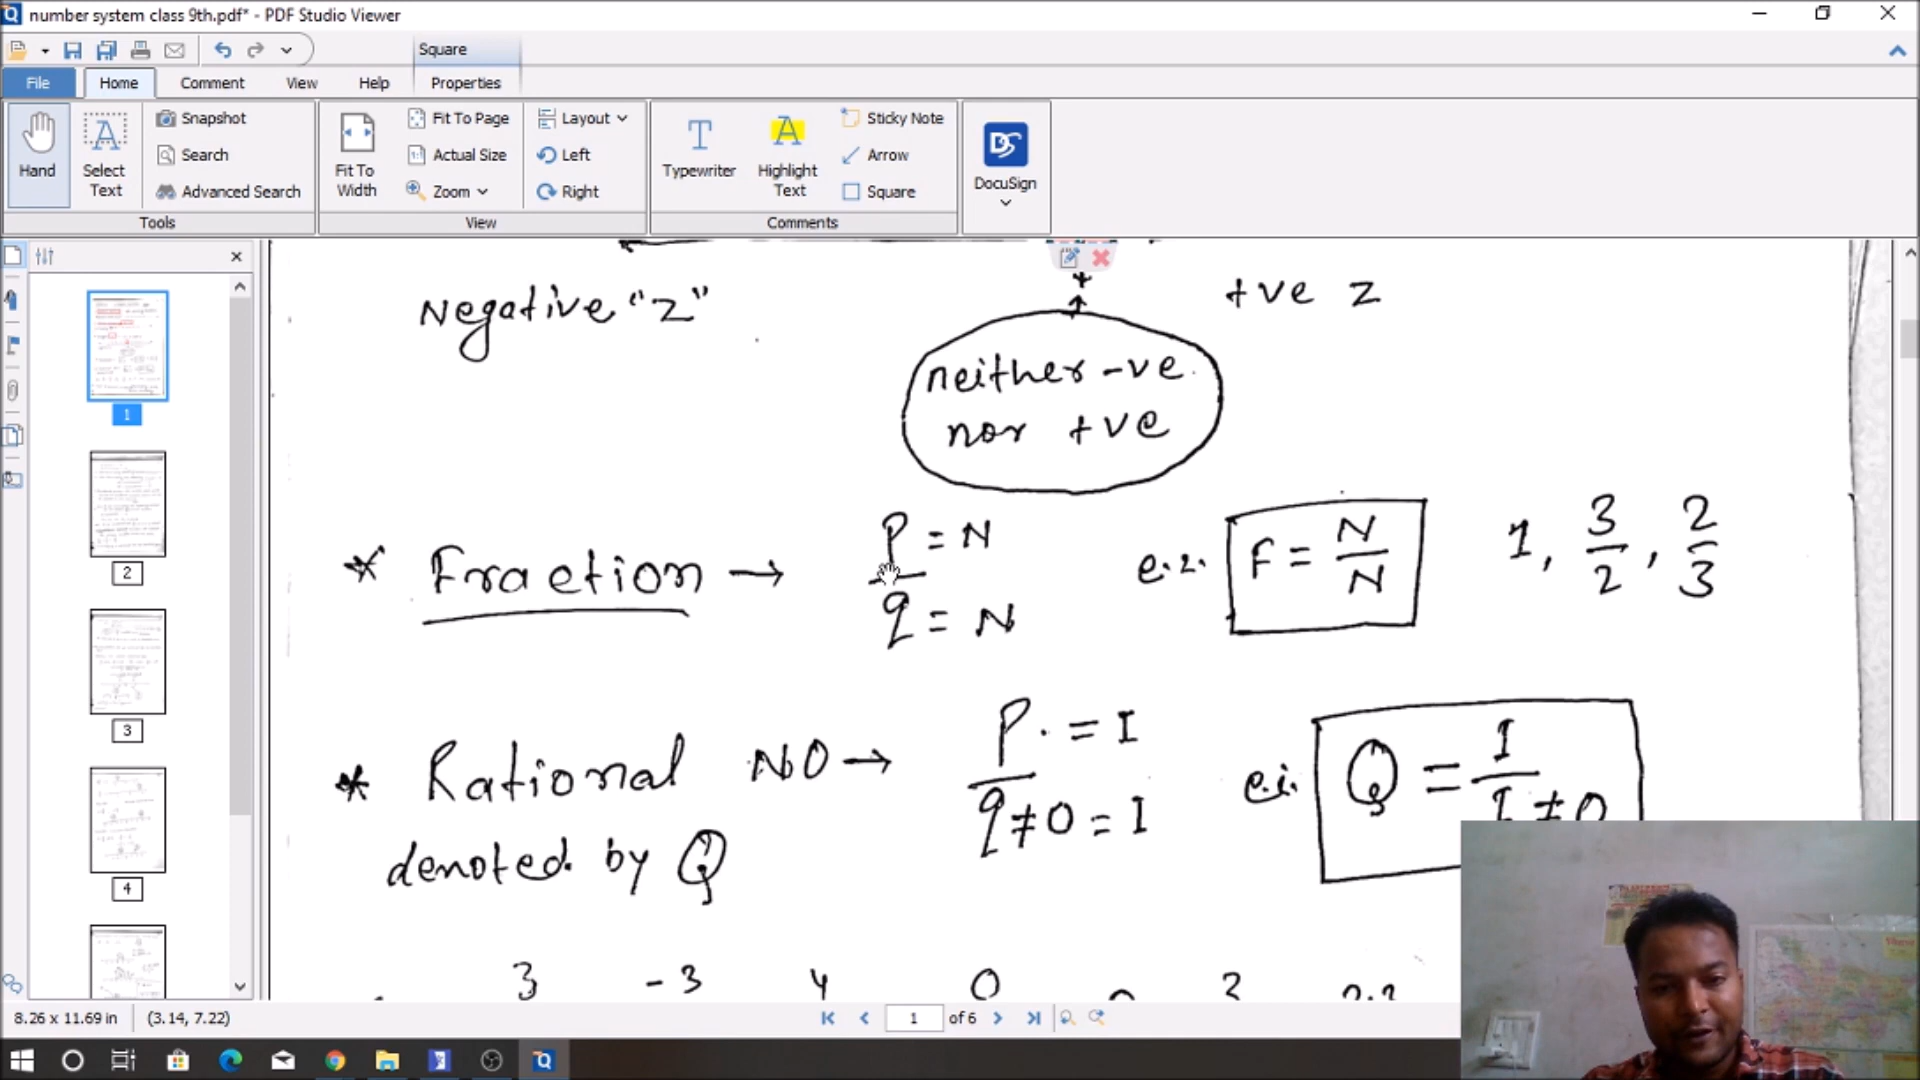 number system class 9th.pdf* - PDF Studio Viewer
Square
File Home Comment View Help Properties
Hand
Select Text
Snapshot
Search
Advanced Search
Tools
Fit To Width
Fit To Page
Actual Size
Zoom
Layout
Left
Right
View
Typewriter
Highlight Text
Sticky Note
Arrow
Square
Comments
DocuSign
Negative "Z"
+ve Z
neither -ve
nor +ve
* Fraction → P = N / q = N e.i. F = N/N 1, 3/2, 2/3
* Rational NO → P. = I / q ≠ 0 = I e.i. Q = I / I ≠ 0
denoted by Q
3 -3 4 0
1
2
3
4
8.26 x 11.69 in (3.14, 7.22)
1 of 6